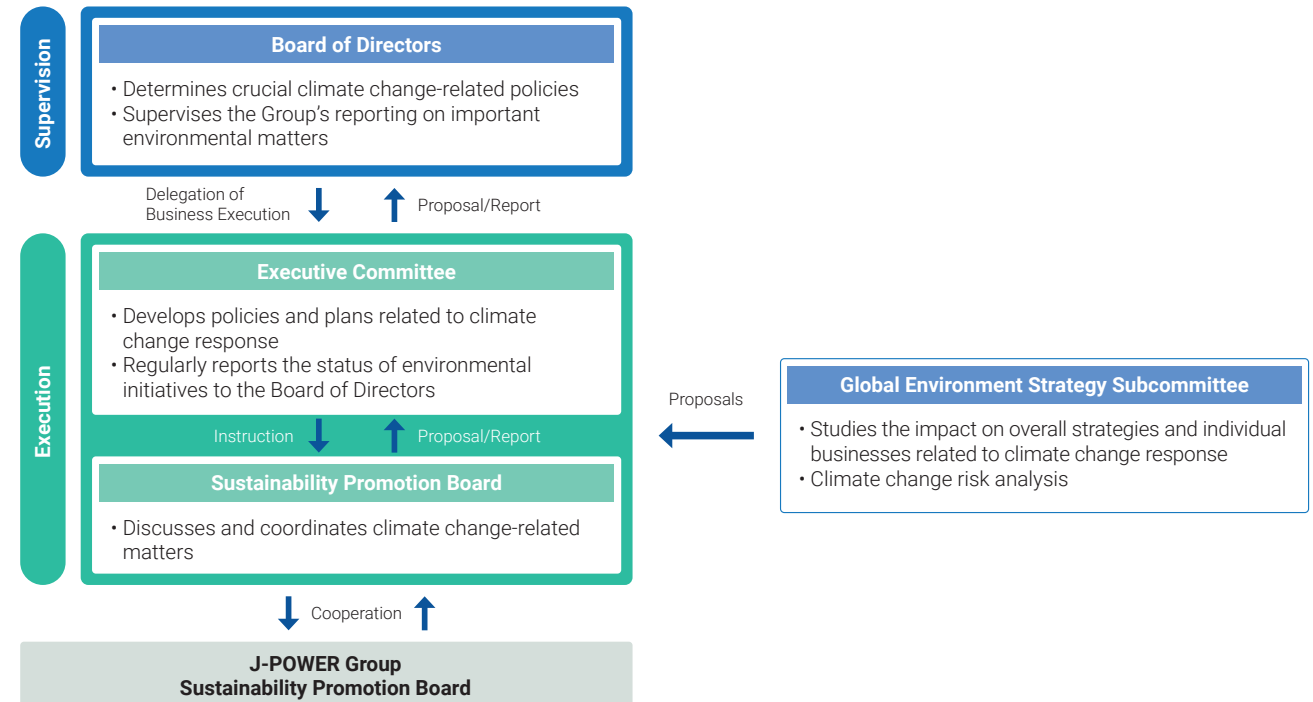 Supervision
Board of Directors
• Determines crucial climate change-related policies
• Supervises the Group’s reporting on important
environmental matters
Delegation of
Business Execution
Proposal/Report
Execution
Executive Committee
• Develops policies and plans related to climate
change response
• Regularly reports the status of environmental
initiatives to the Board of Directors
Instruction
Proposal/Report
Sustainability Promotion Board
• Discusses and coordinates climate change-related
matters
Proposals
Global Environment Strategy Subcommittee
• Studies the impact on overall strategies and individual
businesses related to climate change response
• Climate change risk analysis
Cooperation
J-POWER Group
Sustainability Promotion Board